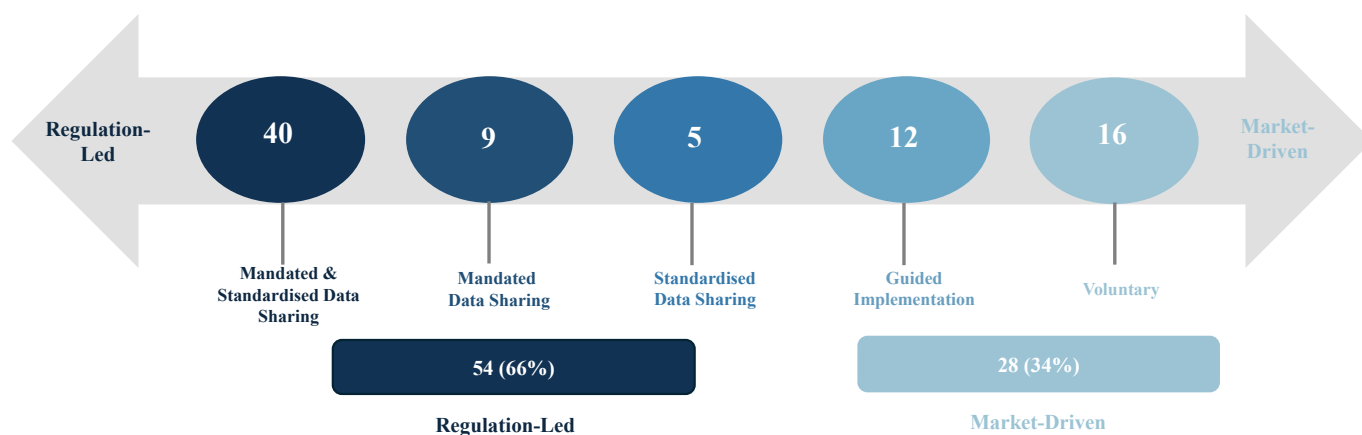 Regulation-
Led
40
9
5
12
16
Market-
Driven
Mandated &
Standardised Data
Sharing
Mandated
Data Sharing
Standardised
Data Sharing
Guided
Implementation
Voluntary
54 (66%)
28 (34%)
Regulation-Led
Market-Driven